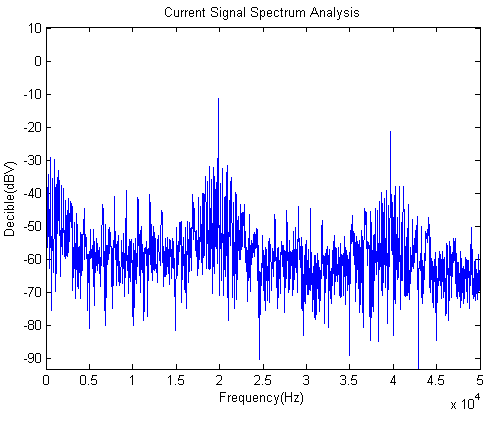 Current Signal Spectrum Analysis
10
0
-10
-20
-30
-40
-50
-60
-70
-80
-90
Decible(dBV)
0 0.5 1 1.5 2 2.5 3 3.5 4 4.5 5
Frequency(Hz)
x 10^4